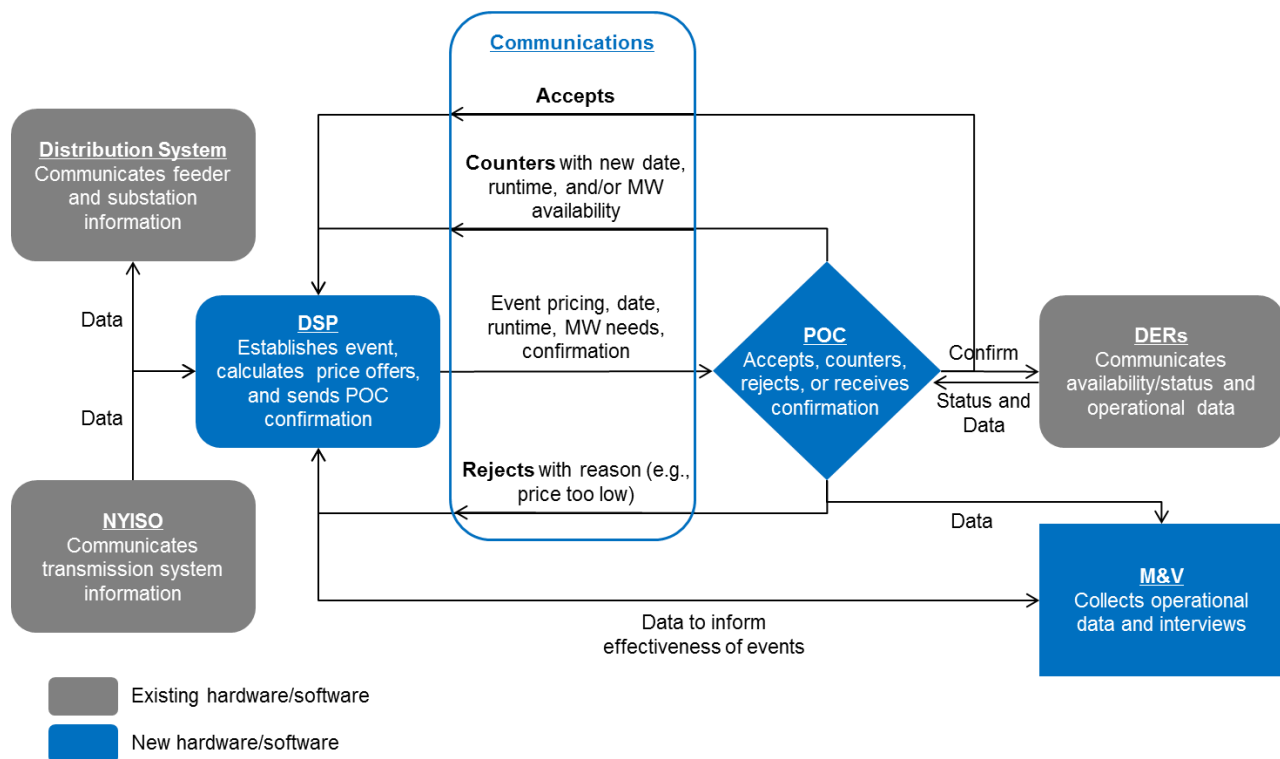 Communications
Accepts
Counters with new date,
runtime, and/or MW
availability
Distribution System
Communicates feeder
and substation
information
Data
Data
DSP
Establishes event,
calculates price offers,
and sends POC
confirmation
Event pricing, date,
runtime, MW needs,
confirmation
POC
Accepts, counters,
rejects, or receives
confirmation
Confirm
Status and
Data
DERs
Communicates
availability/status and
operational data
NYISO
Communicates
transmission system
information
Rejects with reason (e.g.,
price too low)
Data
M&V
Collects operational
data and interviews
Data to inform
effectiveness of events
Existing hardware/software
New hardware/software